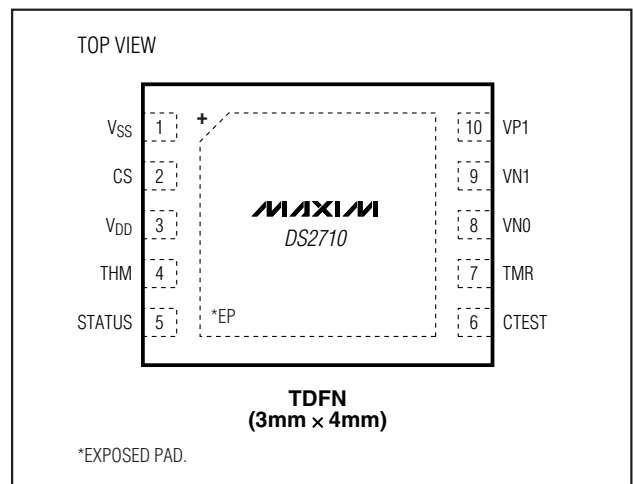 TOP VIEW
VSS 1
CS 2
VDD 3
THM 4
STATUS 5
+
MAXIM
DS2710
*EP
10 VP1
9 VN1
8 VN0
7 TMR
6 CTEST
TDFN
(3mm × 4mm)
*EXPOSED PAD.